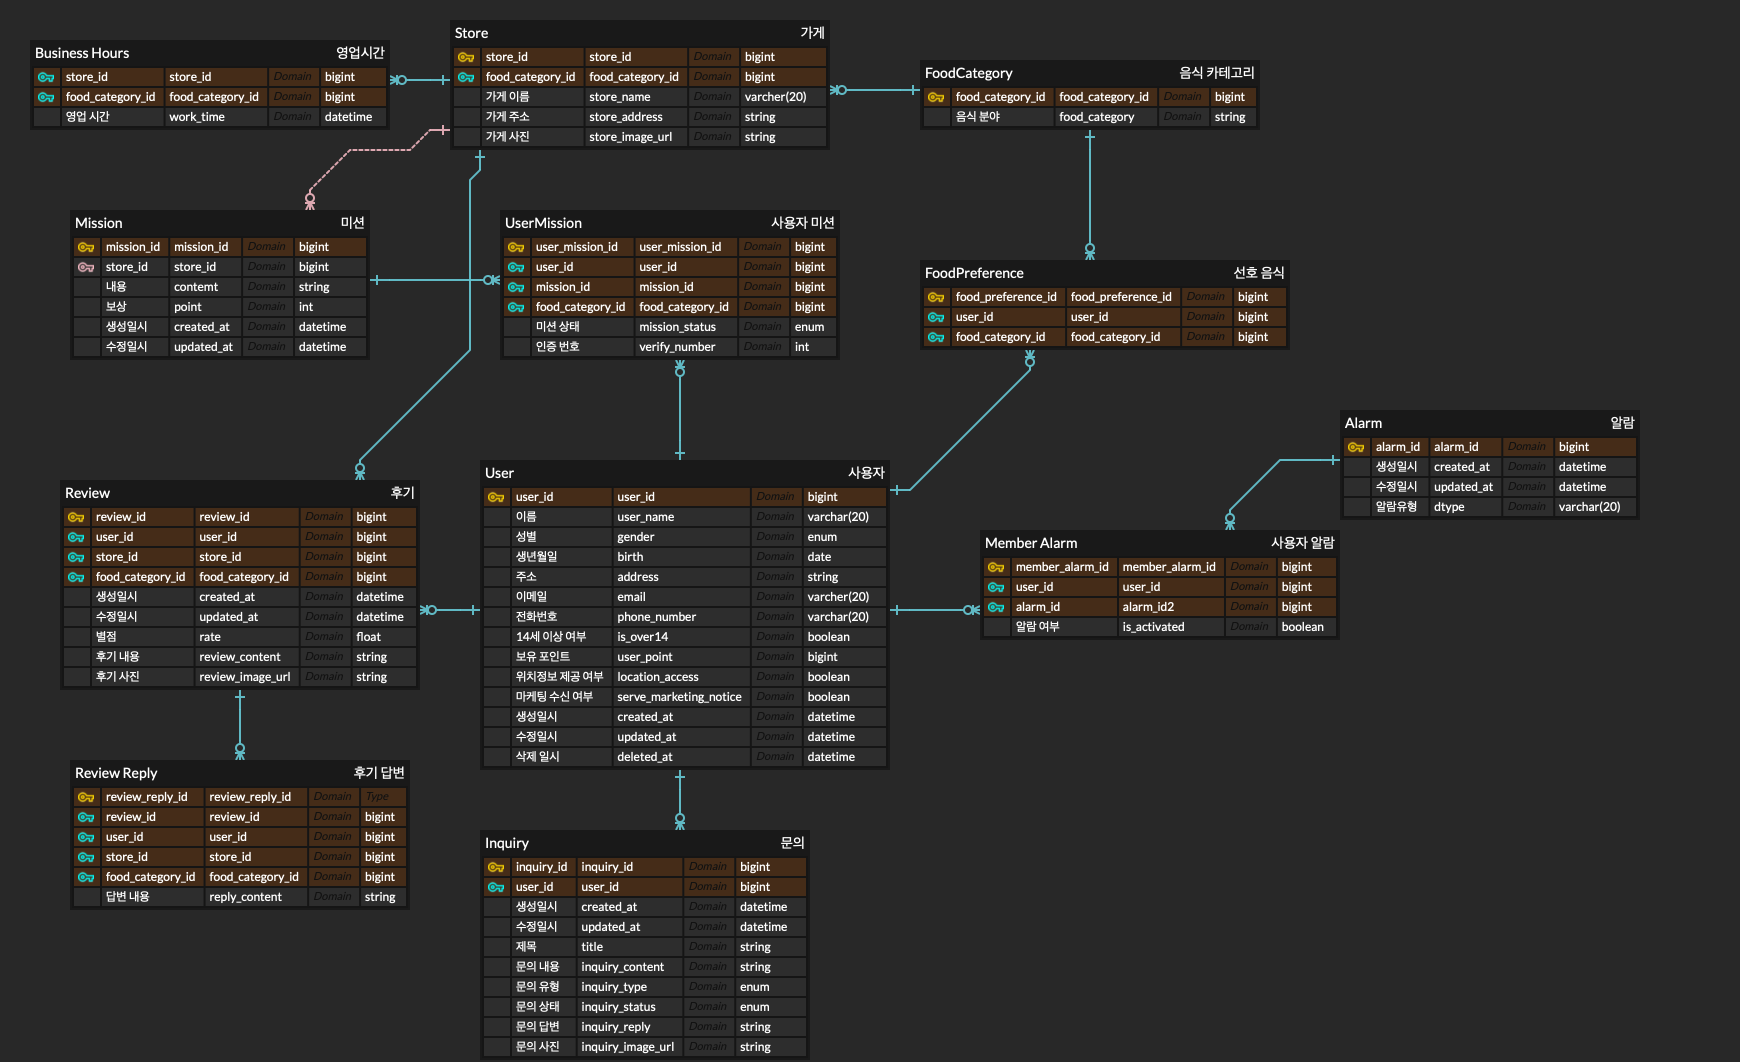 Business Hours 영업시간
store_id store_id Domain bigint
food_category_id food_category_id Domain bigint
영업 시간 work_time Domain datetime
Store 가게
store_id store_id Domain bigint
food_category_id food_category_id Domain bigint
가게 이름 store_name Domain varchar(20)
가게 주소 store_address Domain string
가게 사진 store_image_url Domain string
FoodCategory 음식 카테고리
food_category_id food_category_id Domain bigint
음식 분야 food_category Domain string
Mission 미션
mission_id mission_id Domain bigint
store_id store_id Domain bigint
내용 contemt Domain string
보상 point Domain int
생성일시 created_at Domain datetime
수정일시 updated_at Domain datetime
UserMission 사용자 미션
user_mission_id user_mission_id Domain bigint
user_id user_id Domain bigint
mission_id mission_id Domain bigint
food_category_id food_category_id Domain bigint
미션 상태 mission_status Domain enum
인증 번호 verify_number Domain int
FoodPreference 선호 음식
food_preference_id food_preference_id Domain bigint
user_id user_id Domain bigint
food_category_id food_category_id Domain bigint
Alarm 알람
alarm_id alarm_id Domain bigint
생성일시 created_at Domain datetime
수정일시 updated_at Domain datetime
알람유형 dtype Domain varchar(20)
Review 후기
review_id review_id Domain bigint
user_id user_id Domain bigint
store_id store_id Domain bigint
food_category_id food_category_id Domain bigint
생성일시 created_at Domain datetime
수정일시 updated_at Domain datetime
별점 rate Domain float
후기 내용 review_content Domain string
후기 사진 review_image_url Domain string
User 사용자
user_id user_id Domain bigint
이름 user_name Domain varchar(20)
성별 gender Domain enum
생년월일 birth Domain date
주소 address Domain string
이메일 email Domain varchar(20)
전화번호 phone_number Domain varchar(20)
14세 이상 여부 is_over14 Domain boolean
보유 포인트 user_point Domain bigint
위치정보 제공 여부 location_access Domain boolean
마케팅 수신 여부 serve_marketing_notice Domain boolean
생성일시 created_at Domain datetime
수정일시 updated_at Domain datetime
삭제 일시 deleted_at Domain datetime
Member Alarm 사용자 알람
member_alarm_id member_alarm_id Domain bigint
user_id user_id Domain bigint
alarm_id alarm_id2 Domain bigint
알람 여부 is_activated Domain boolean
Review Reply 후기 답변
review_reply_id review_reply_id Domain Type
review_id review_id Domain bigint
user_id user_id Domain bigint
store_id store_id Domain bigint
food_category_id food_category_id Domain bigint
답변 내용 reply_content Domain string
Inquiry 문의
inquiry_id inquiry_id Domain bigint
user_id user_id Domain bigint
생성일시 created_at Domain datetime
수정일시 updated_at Domain datetime
제목 title Domain string
문의 내용 inquiry_content Domain string
문의 유형 inquiry_type Domain enum
문의 상태 inquiry_status Domain enum
문의 답변 inquiry_reply Domain string
문의 사진 inquiry_image_url Domain string